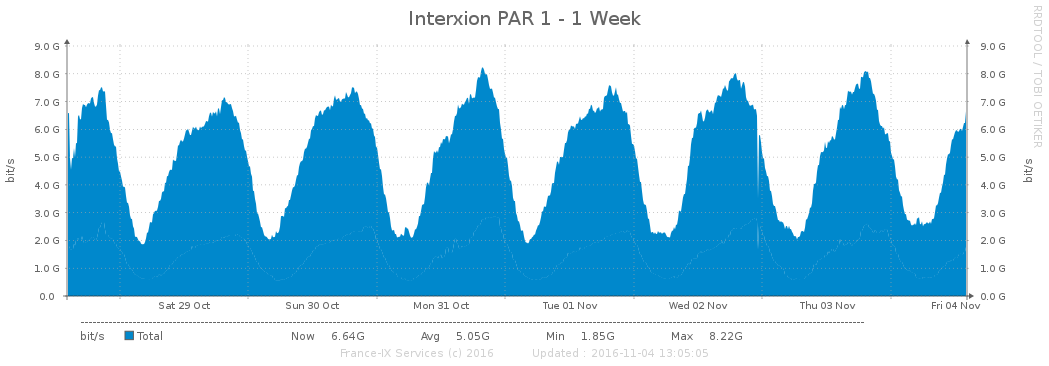 Interxion PAR 1 - 1 Week
RRDTOOL / TOBI OETIKER
bit/s
9.0 G 9.0 G
8.0 G 8.0 G
7.0 G 7.0 G
6.0 G 6.0 G
5.0 G 5.0 G
4.0 G 4.0 G
3.0 G 3.0 G
2.0 G 2.0 G
1.0 G 1.0 G
0.0 0.0 G
bit/s
Sat 29 Oct Sun 30 Oct Mon 31 Oct Tue 01 Nov Wed 02 Nov Thu 03 Nov Fri 04 Nov
bit/s Total Now 6.64G Avg 5.05G Min 1.85G Max 8.22G
France-IX Services (c) 2016 Updated : 2016-11-04 13:05:05